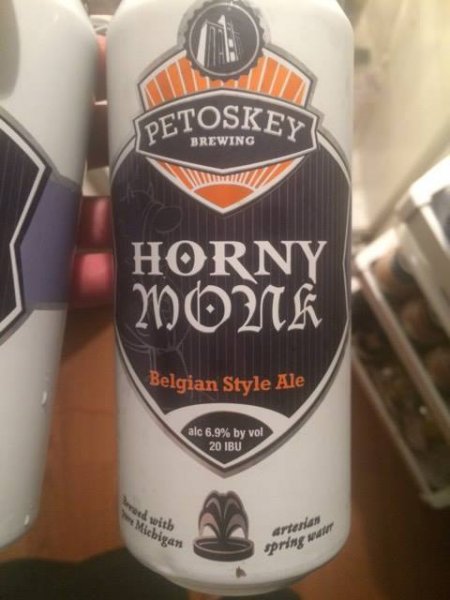 PETOSKEY
BREWING
HORNY
MONK
Belgian Style Ale
alc 6.9% by vol
20 IBU
Brewed with
Michigan
artesian
spring water